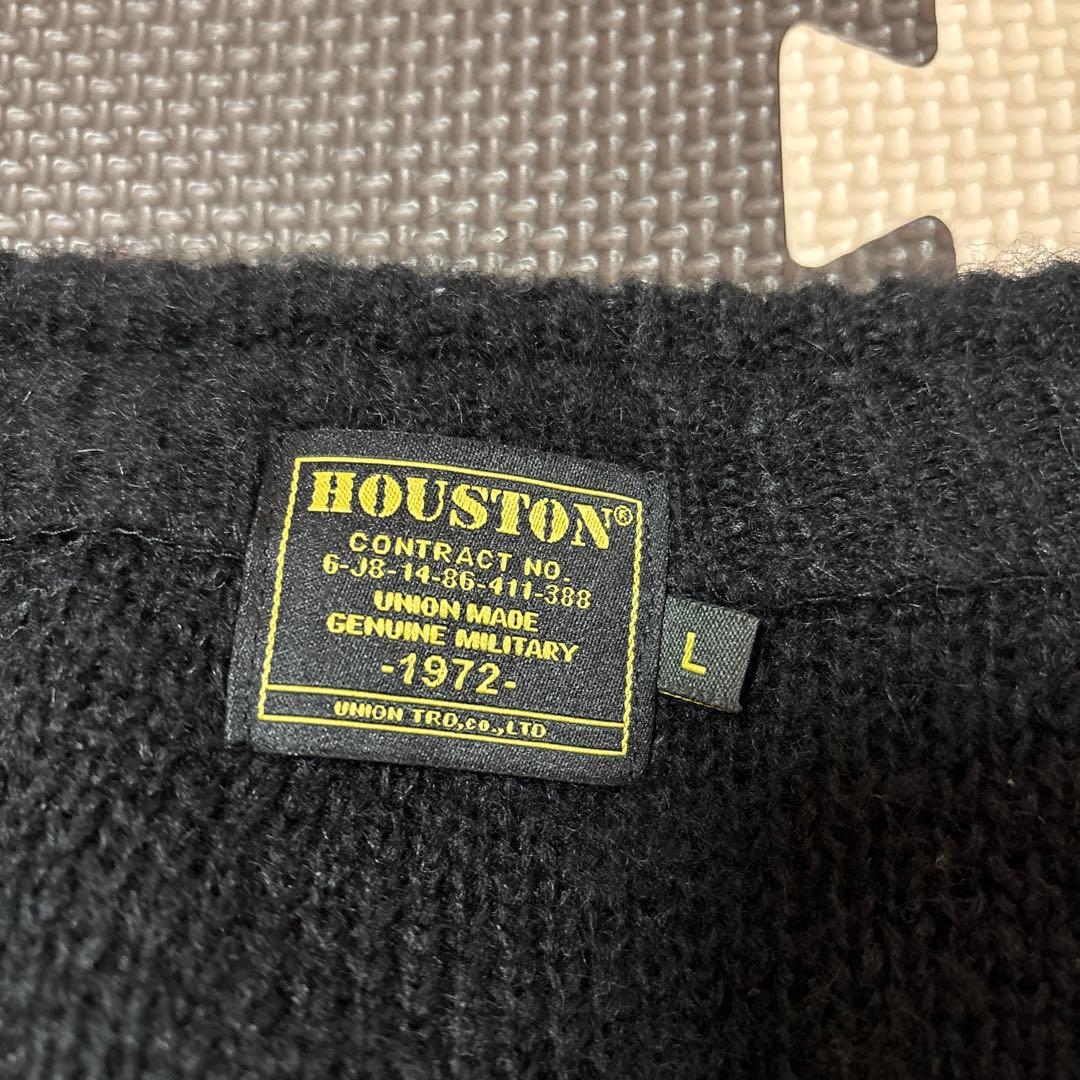 HOUSTON®
CONTRACT NO.
6-J8-14-86-411-388
UNION MADE
GENUINE MILITARY
-1972-
UNION TRD,co.,LTD
L